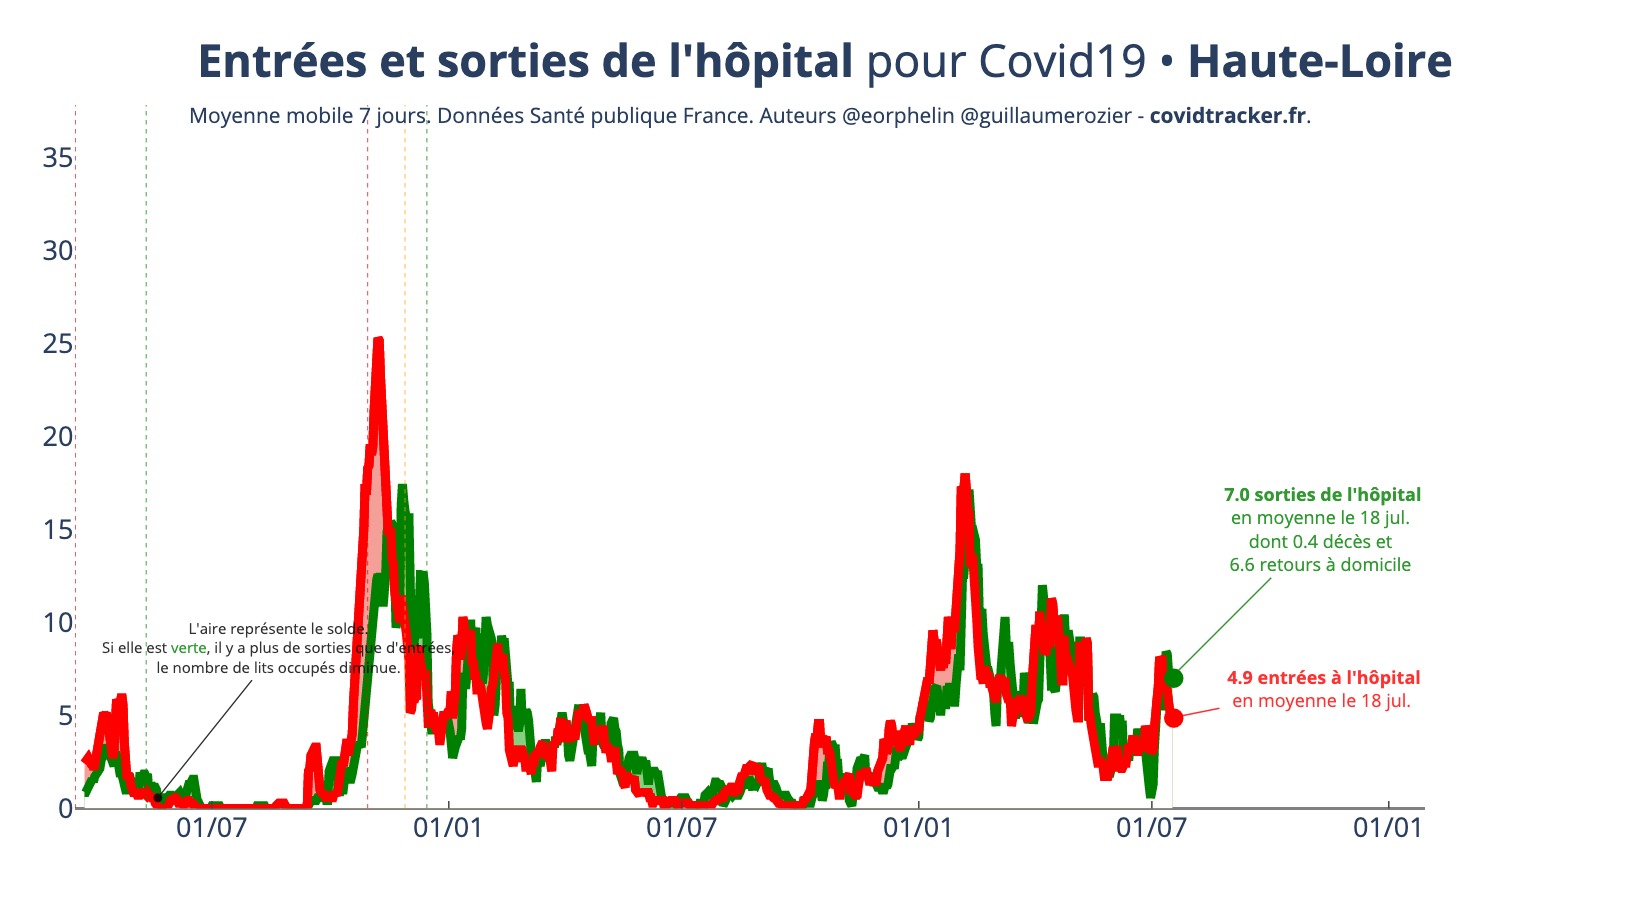 Entrées et sorties de l'hôpital pour Covid19 • Haute-Loire
Moyenne mobile 7 jours. Données Santé publique France. Auteurs @eorphelin @guillaumerozier - covidtracker.fr.
35
30
25
20
15
10
5
0
7.0 sorties de l'hôpital
en moyenne le 18 jul.
dont 0.4 décès et
6.6 retours à domicile
L'aire représente le solde.
Si elle est verte, il y a plus de sorties que d'entrées,
le nombre de lits occupés diminue.
4.9 entrées à l'hôpital
en moyenne le 18 jul.
01/07 01/01 01/07 01/01 01/07 01/01